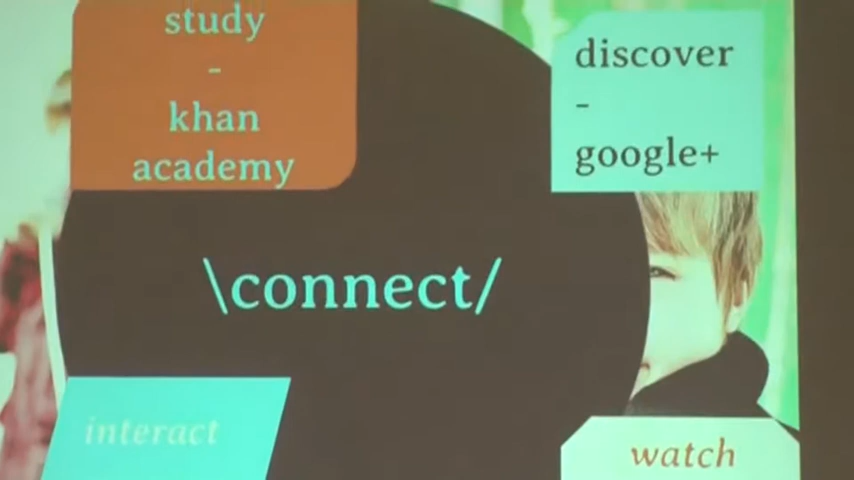 study
-
khan
academy
discover
-
google+
\connect/
interact
watch